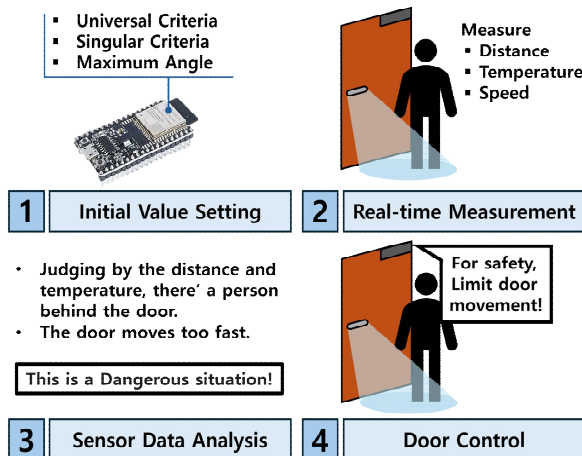 ▪ Universal Criteria
▪ Singular Criteria
▪ Maximum Angle
1 Initial Value Setting
Measure
▪ Distance
▪ Temperature
▪ Speed
2 Real-time Measurement
• Judging by the distance and
temperature, there’ a person
behind the door.
• The door moves too fast.
This is a Dangerous situation!
3 Sensor Data Analysis
For safety,
Limit door
movement!
4 Door Control